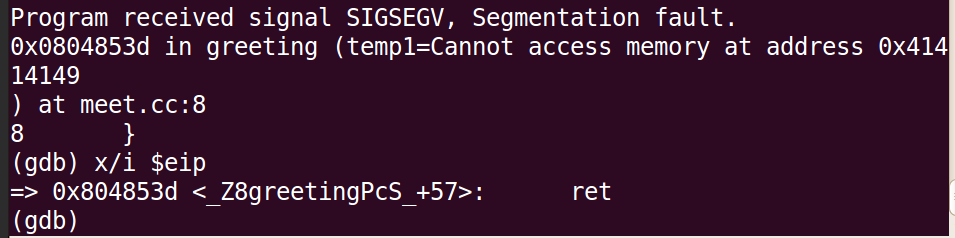 Program received signal SIGSEGV, Segmentation fault.
0x0804853d in greeting (temp1=Cannot access memory at address 0x414
14149
) at meet.cc:8
8       }
(gdb) x/i $eip
=> 0x804853d <_Z8greetingPcS_+57>:      ret
(gdb)